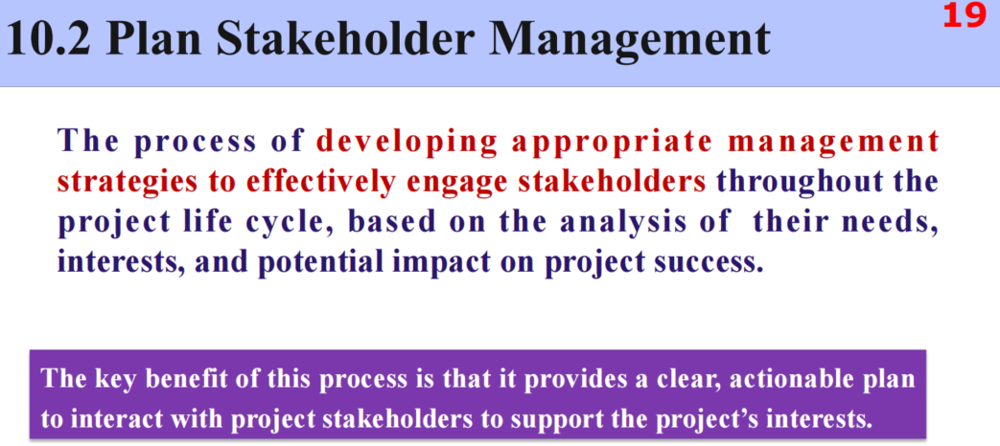 10.2 Plan Stakeholder Management
19
The process of developing appropriate management
strategies to effectively engage stakeholders throughout the
project life cycle, based on the analysis of their needs,
interests, and potential impact on project success.
The key benefit of this process is that it provides a clear, actionable plan
to interact with project stakeholders to support the project’s interests.